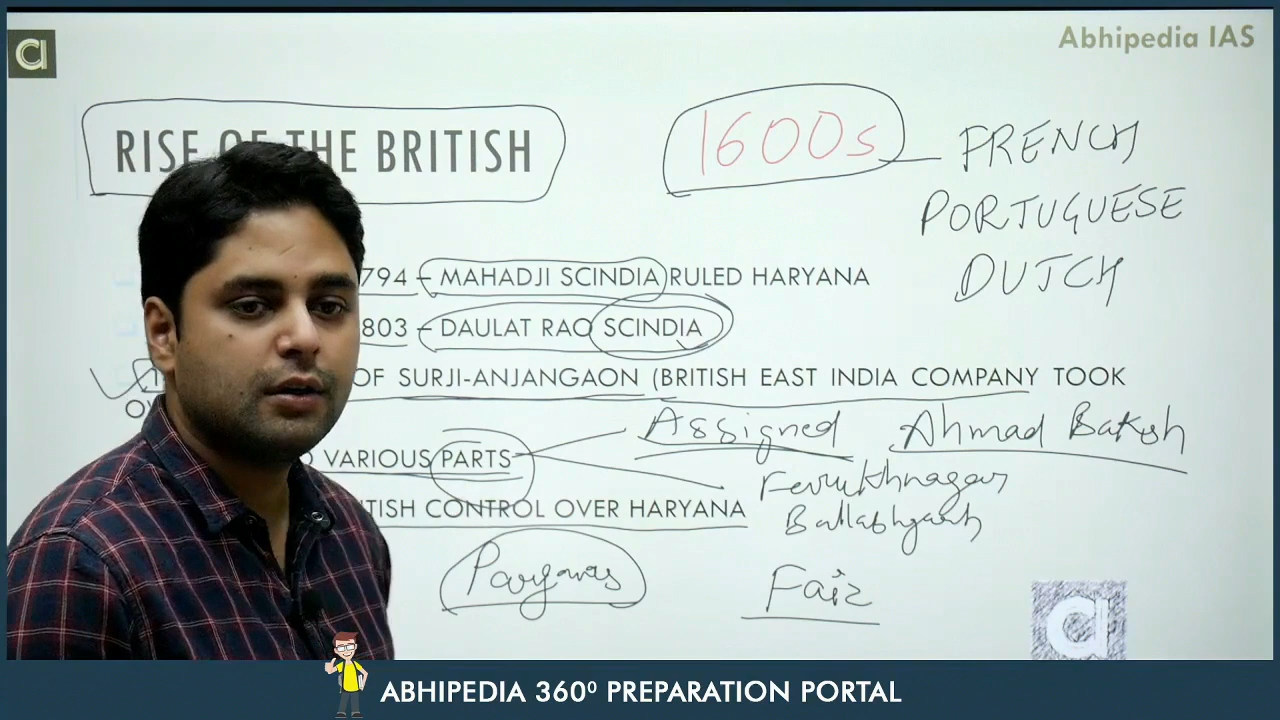 Abhipedia IAS
RISE OF THE BRITISH
1600s
FRENCH
PORTUGUESE
DUTCH
794 – MAHADJI SCINDIA RULED HARYANA
803 – DAULAT RAO SCINDIA
OF SURJI-ANJANGAON (BRITISH EAST INDIA COMPANY TOOK
Assigned Ahmad Baksh
VARIOUS PARTS
Ferrukhnagar
TISH CONTROL OVER HARYANA
Ballabhgarh
Parganas
Faiz
ABHIPEDIA 360⁰ PREPARATION PORTAL